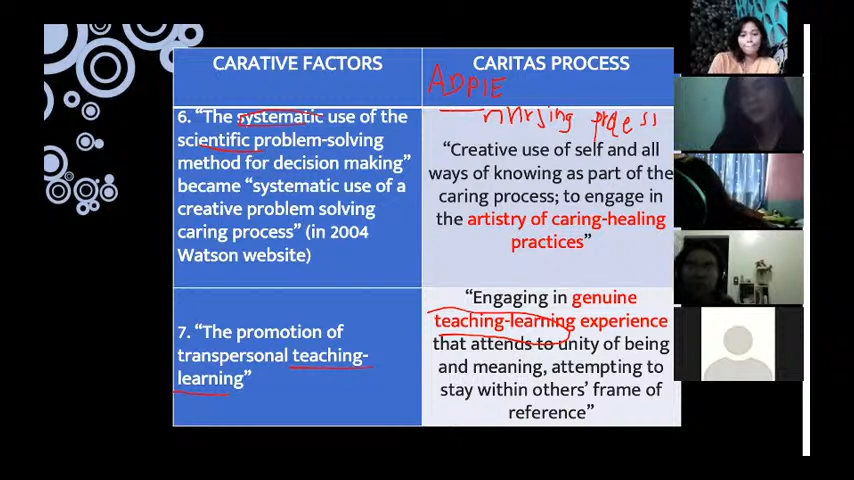 CARATIVE FACTORS
CARITAS PROCESS
ADPIE
nursing process
6. “The systematic use of the
scientific problem-solving
method for decision making”
became “systematic use of a
creative problem solving
caring process” (in 2004
Watson website)
“Creative use of self and all
ways of knowing as part of the
caring process; to engage in
the artistry of caring-healing
practices”
7. “The promotion of
transpersonal teaching-
learning”
“Engaging in genuine
teaching-learning experience
that attends to unity of being
and meaning, attempting to
stay within others’ frame of
reference”